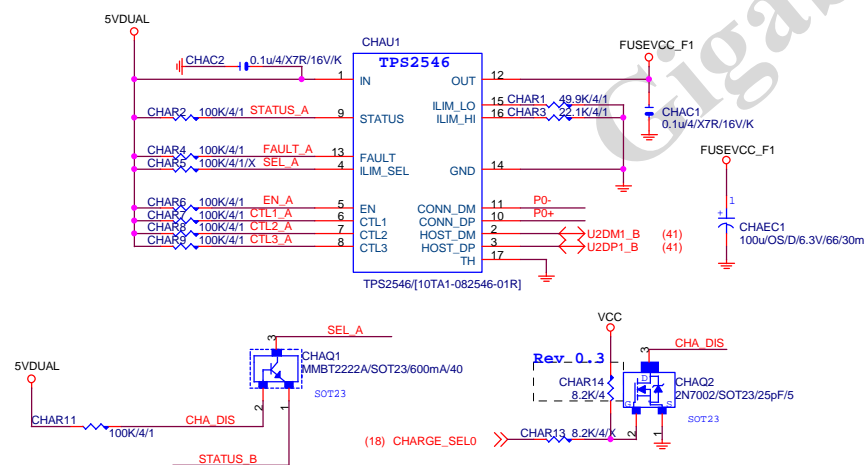 5VDUAL
CHAU1
TPS2546
CHAC2 0.1u/4/X7R/16V/K
1 IN
OUT 12
FUSEVCC_F1
CHAR2 100K/4/1 STATUS_A 9 STATUS
ILIM_LO 15 CHAR1 49.9K/4/1
ILIM_HI 16 CHAR3 22.1K/4/1
CHAC1
0.1u/4/X7R/16V/K
CHAR4 100K/4/1 FAULT_A 13 FAULT
CHAR5 100K/4/1/X SEL_A 4 ILIM_SEL
GND 14
FUSEVCC_F1
CHAR6 100K/4/1 EN_A 5 EN
CHAR7 100K/4/1 CTL1_A 6 CTL1
CHAR8 100K/4/1 CTL2_A 7 CTL2
CHAR9 100K/4/1 CTL3_A 8 CTL3
CONN_DM 11 P0-
CONN_DP 10 P0+
HOST_DM 2 U2DM1_B (41)
HOST_DP 3 U2DP1_B (41)
TH 17
1
+
CHAEC1
100u/OS/D/6.3V/66/30m
TPS2546/[10TA1-082546-01R]
SEL_A
3
CHAQ1
MMBT2222A/SOT23/600mA/40
SOT23
2
1
5VDUAL
CHAR11 100K/4/1 CHA_DIS
STATUS_B
VCC
Rev 0.3
CHAR14
8.2K/4
3
CHA_DIS
D
G
S
CHAQ2
2N7002/SOT23/25pF/5
SOT23
2
1
(18) CHARGE_SEL0 CHAR13 8.2K/4/X
Gigab